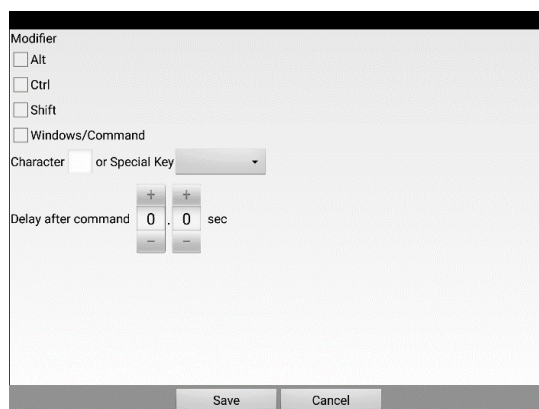 Modifier
Alt
Ctrl
Shift
Windows/Command
Character or Special Key
+ +
Delay after command 0 . 0 sec
− −
Save Cancel